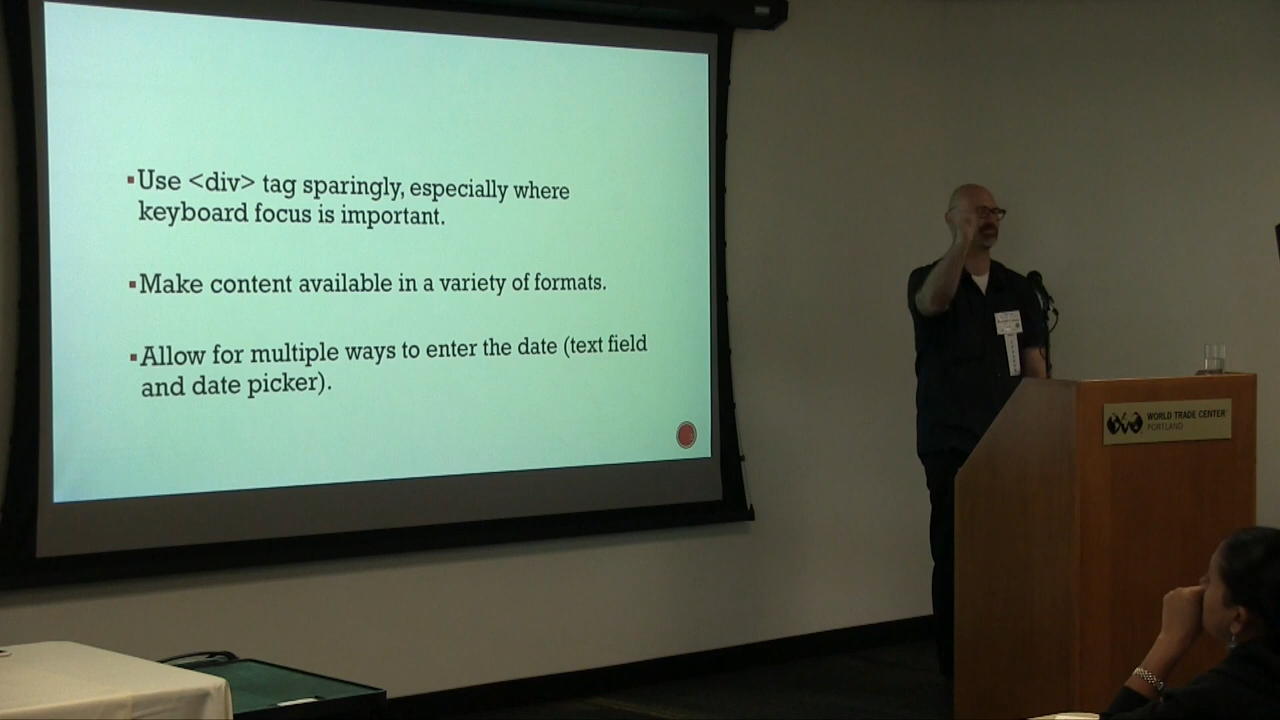 ▪Use <div> tag sparingly, especially where
keyboard focus is important.
▪Make content available in a variety of formats.
▪Allow for multiple ways to enter the date (text field
and date picker).
WORLD TRADE CENTER
PORTLAND